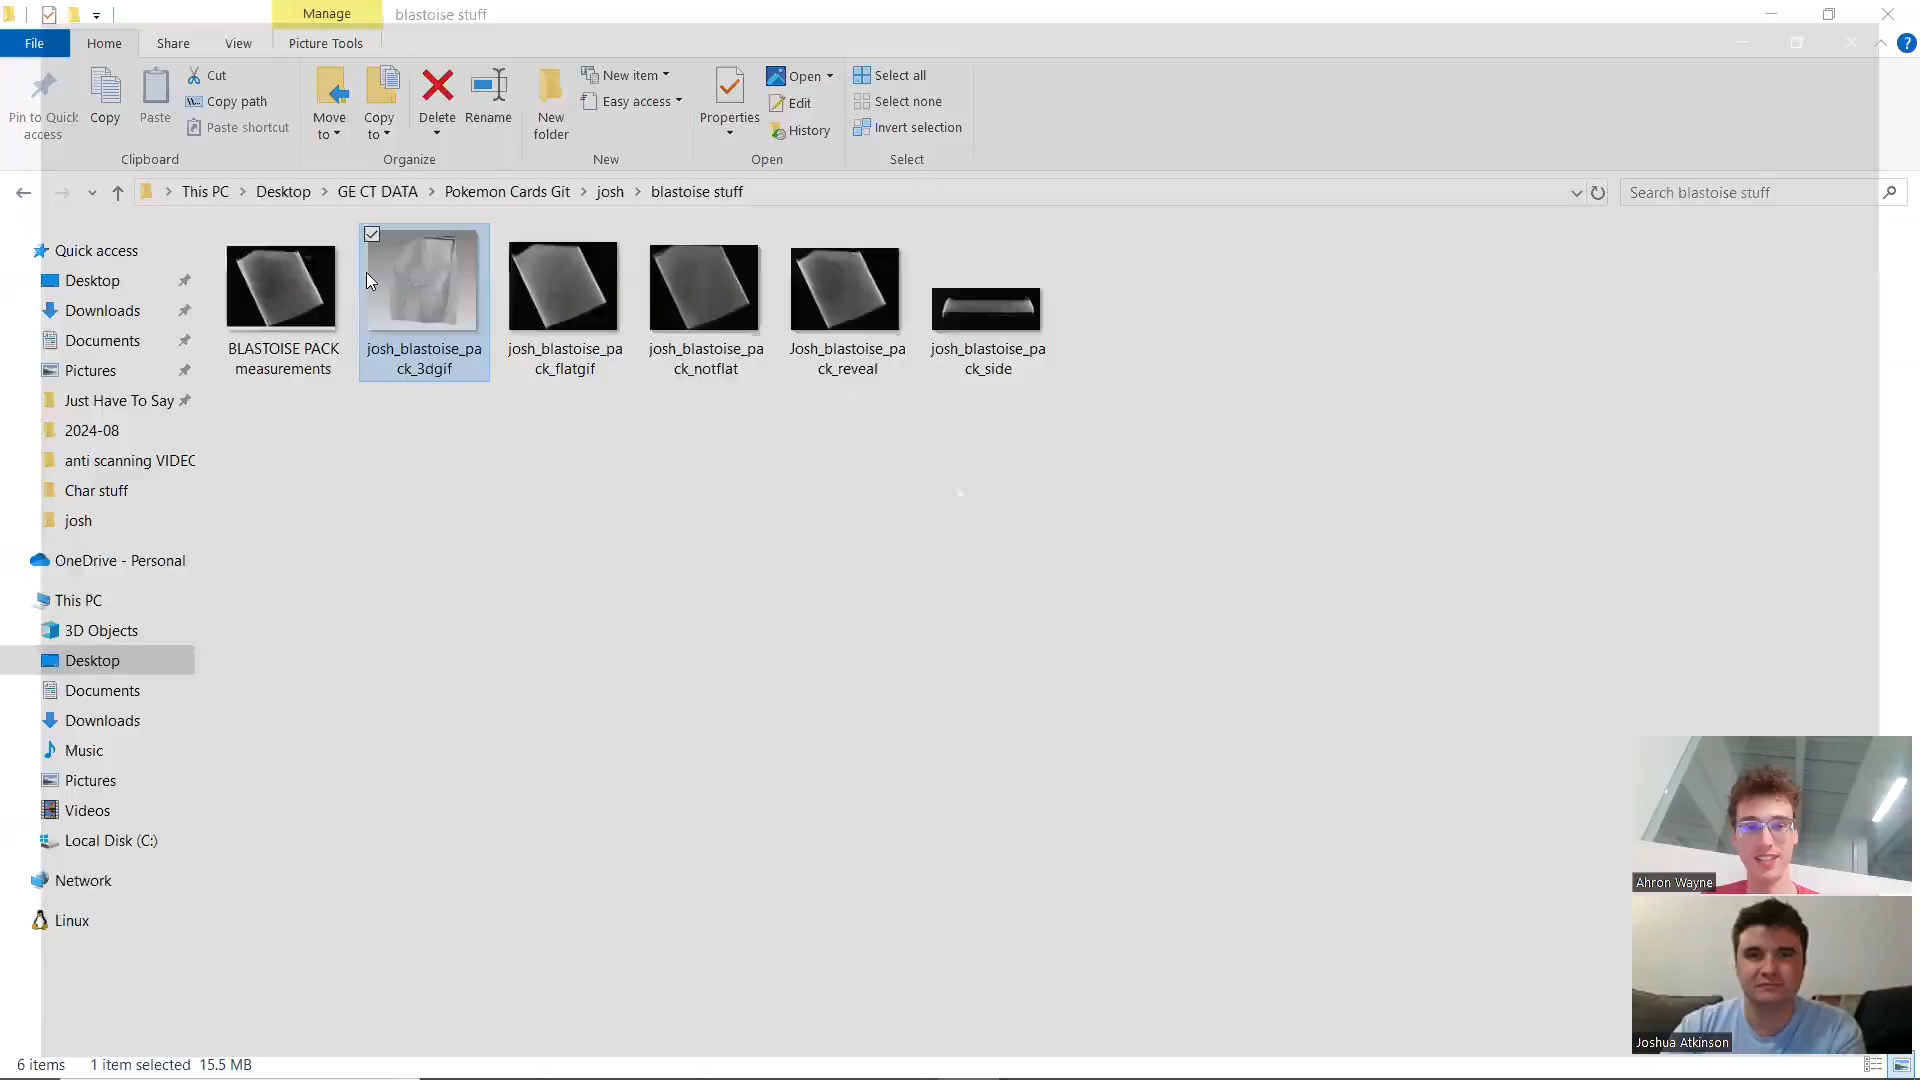 Manage
blastoise stuff
File
Home
Share
View
Picture Tools
Pin to Quick
access
Copy
Paste
Cut
Copy path
Paste shortcut
Clipboard
Move
to
Copy
to
Delete
Rename
Organize
New
folder
New item
Easy access
New
Properties
Open
Edit
History
Open
Select all
Select none
Invert selection
Select
This PC
Desktop
GE CT DATA
Pokemon Cards Git
josh
blastoise stuff
Search blastoise stuff
Quick access
Desktop
Downloads
Documents
Pictures
Just Have To Say
2024-08
anti scanning VIDEC
Char stuff
josh
OneDrive - Personal
This PC
3D Objects
Desktop
Documents
Downloads
Music
Pictures
Videos
Local Disk (C:)
Network
Linux
BLASTOISE PACK
measurements
josh_blastoise_pa
ck_3dgif
josh_blastoise_pa
ck_flatgif
josh_blastoise_pa
ck_notflat
Josh_blastoise_pa
ck_reveal
josh_blastoise_pa
ck_side
Ahron Wayne
Joshua Atkinson
6 items
1 item selected 15.5 MB